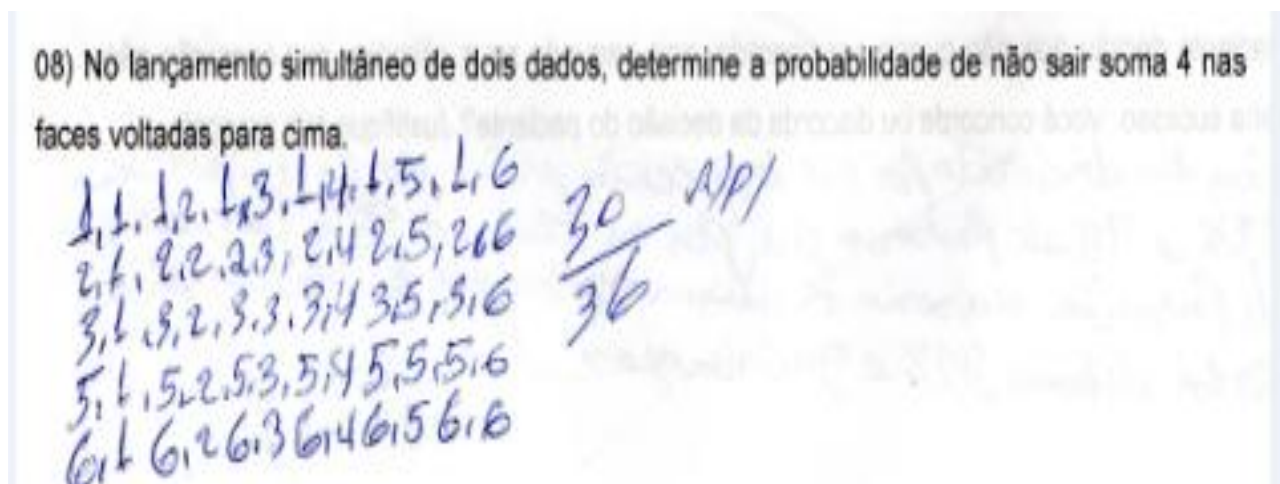 08) No lançamento simultâneo de dois dados, determine a probabilidade de não sair soma 4 nas
faces voltadas para cima.
1,1. 1,2. 1,3. 1,4. 1,5. 1,6
2,1, 2,2. 2,3, 2,4 2,5, 2,6
3,1, 3,2, 3,3. 3,4 3,5, 3,6
5,1, 5,2, 5,3, 5,4 5,5, 5,6
6,1 6,2 6,3 6,4 6,5 6,6
30
36